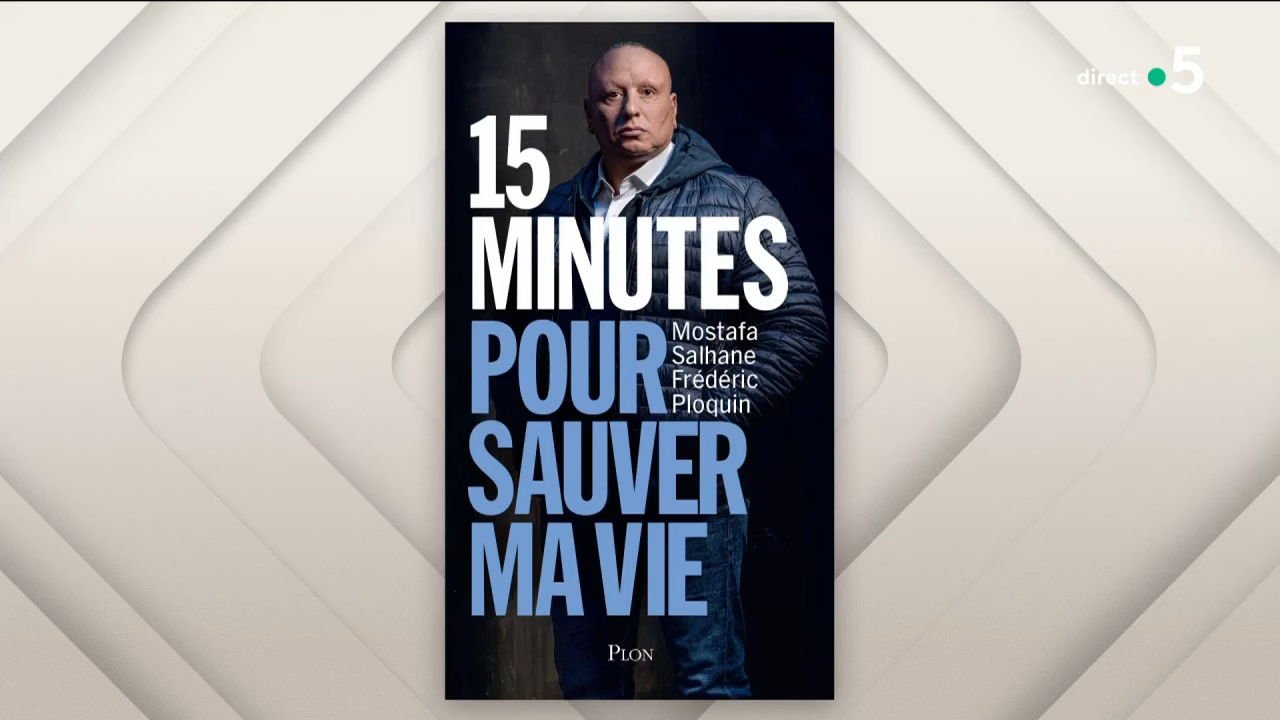 direct 5
15
MINUTES
POUR
Mostafa
Salhane
Frédéric
Ploquin
SAUVER
MA VIE
PLON